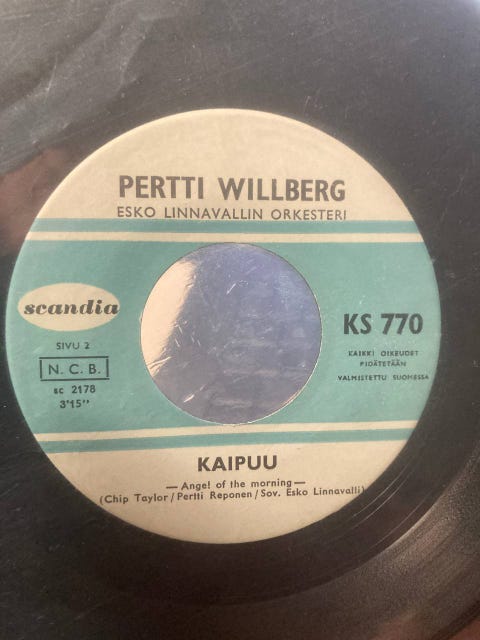 PERTTI WILLBERG
ESKO LINNAVALLIN ORKESTERI
scandia
SIVU 2
N. C. B.
sc 2178
3'15"
KS 770
KAIKKI OIKEUDET
PIDÄTETÄÄN
VALMISTETTU SUOMESSA
KAIPUU
—Angel of the morning—
(Chip Taylor/Pertti Reponen/Sov. Esko Linnavalli)